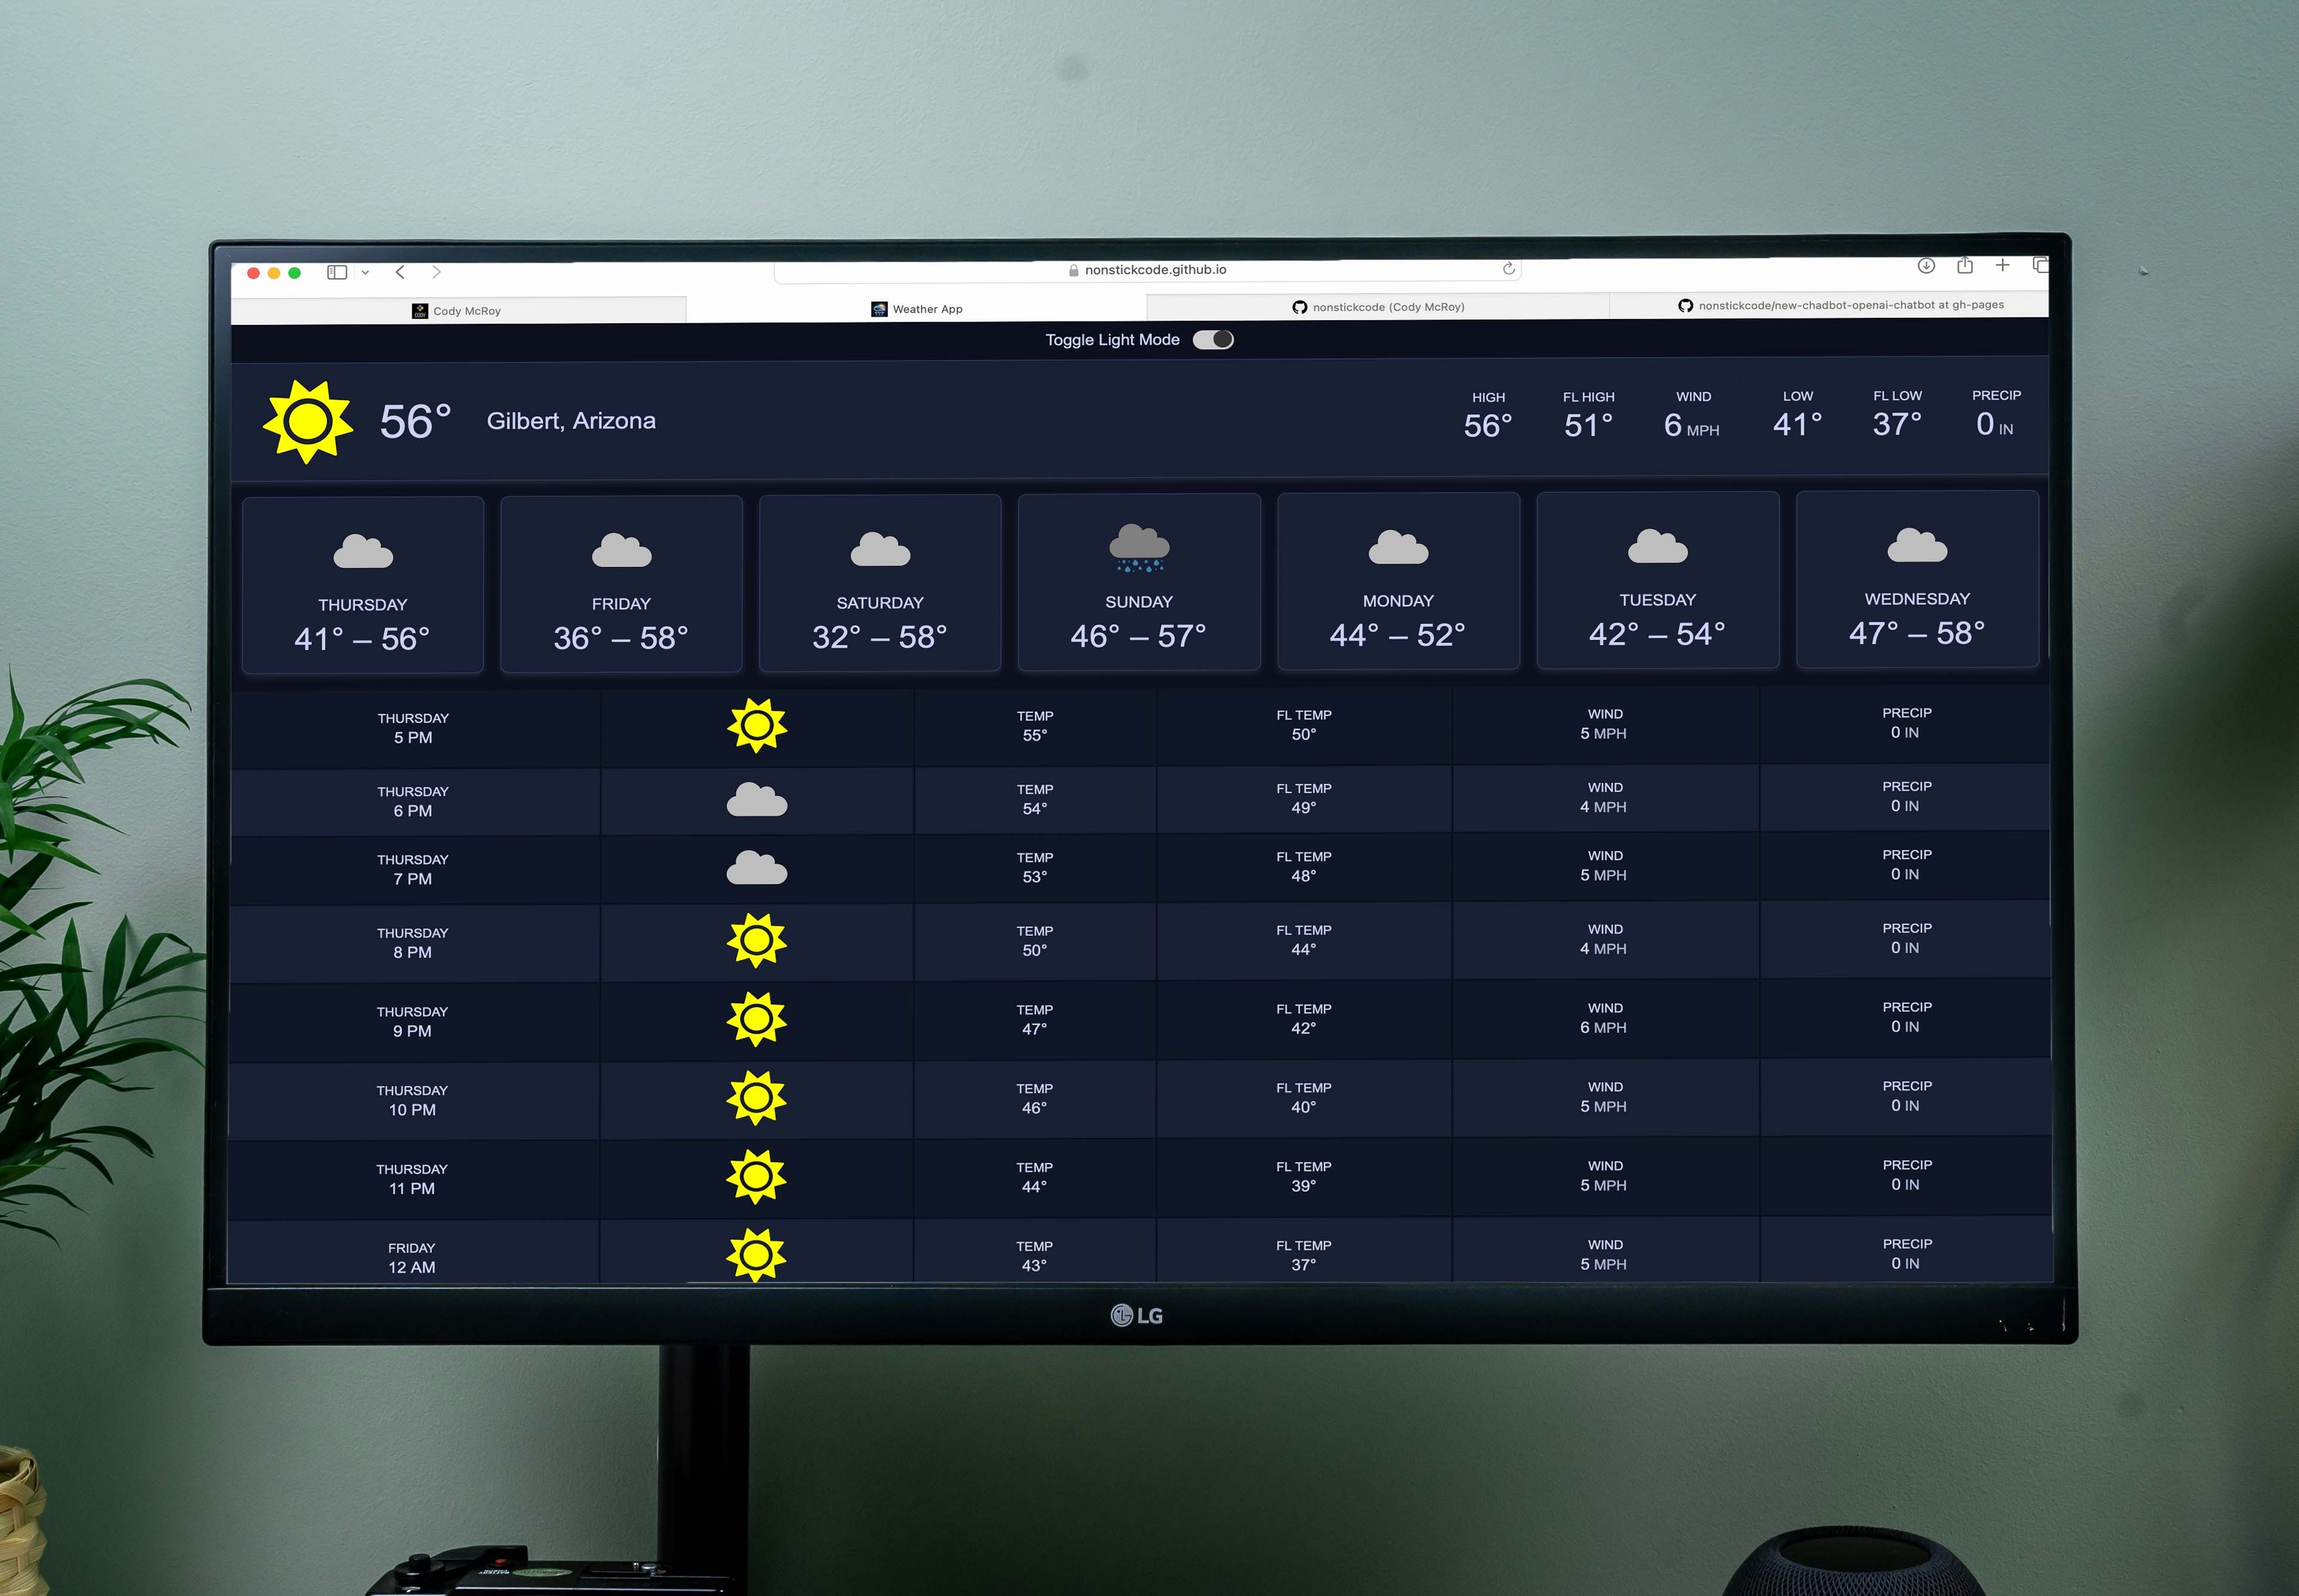 nonstickcode.github.io
Cody McRoy
Weather App
nonstickcode (Cody McRoy)
nonstickcode/new-chadbot-openai-chatbot at gh-pages
Toggle Light Mode
56° Gilbert, Arizona
HIGH FL HIGH WIND LOW FL LOW PRECIP
56° 51° 6 MPH 41° 37° 0 IN
THURSDAY FRIDAY SATURDAY SUNDAY MONDAY TUESDAY WEDNESDAY
41° – 56° 36° – 58° 32° – 58° 46° – 57° 44° – 52° 42° – 54° 47° – 58°
THURSDAY TEMP FL TEMP WIND PRECIP
5 PM 55° 50° 5 MPH 0 IN
THURSDAY TEMP FL TEMP WIND PRECIP
6 PM 54° 49° 4 MPH 0 IN
THURSDAY TEMP FL TEMP WIND PRECIP
7 PM 53° 48° 5 MPH 0 IN
THURSDAY TEMP FL TEMP WIND PRECIP
8 PM 50° 44° 4 MPH 0 IN
THURSDAY TEMP FL TEMP WIND PRECIP
9 PM 47° 42° 6 MPH 0 IN
THURSDAY TEMP FL TEMP WIND PRECIP
10 PM 46° 40° 5 MPH 0 IN
THURSDAY TEMP FL TEMP WIND PRECIP
11 PM 44° 39° 5 MPH 0 IN
FRIDAY TEMP FL TEMP WIND PRECIP
12 AM 43° 37° 5 MPH 0 IN
LG